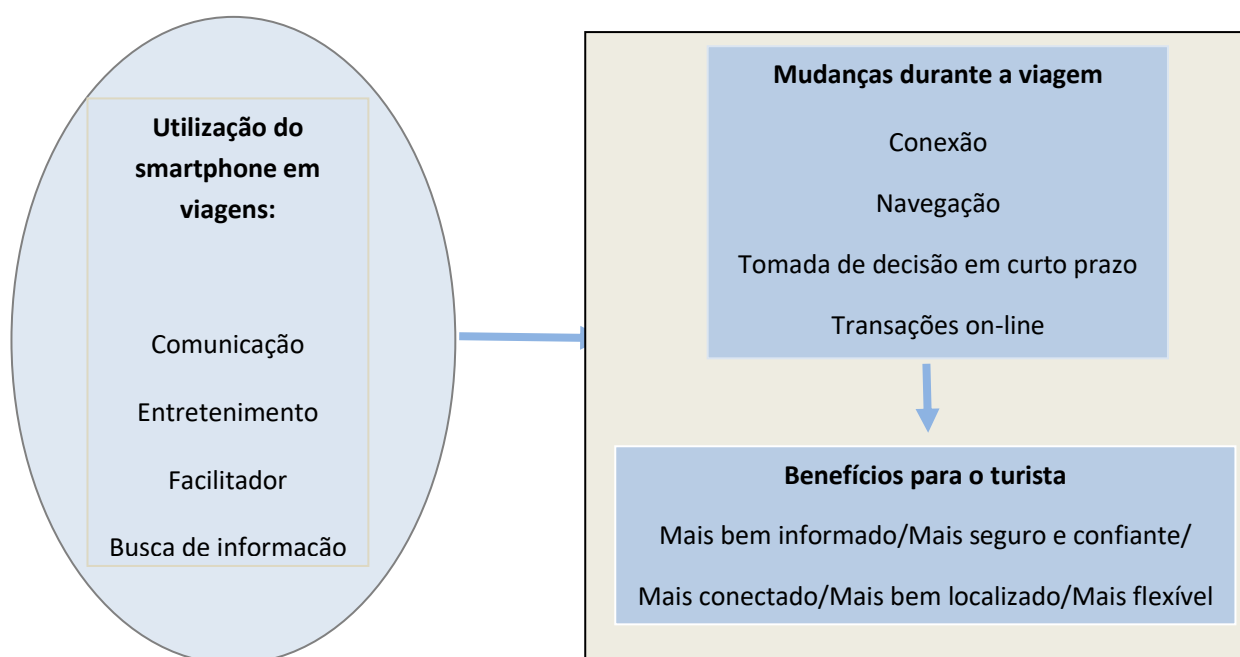 Utilização do
smartphone em
viagens:
Comunicação
Entretenimento
Facilitador
Busca de informacão
Mudanças durante a viagem
Conexão
Navegação
Tomada de decisão em curto prazo
Transações on-line
Benefícios para o turista
Mais bem informado/Mais seguro e confiante/
Mais conectado/Mais bem localizado/Mais flexível